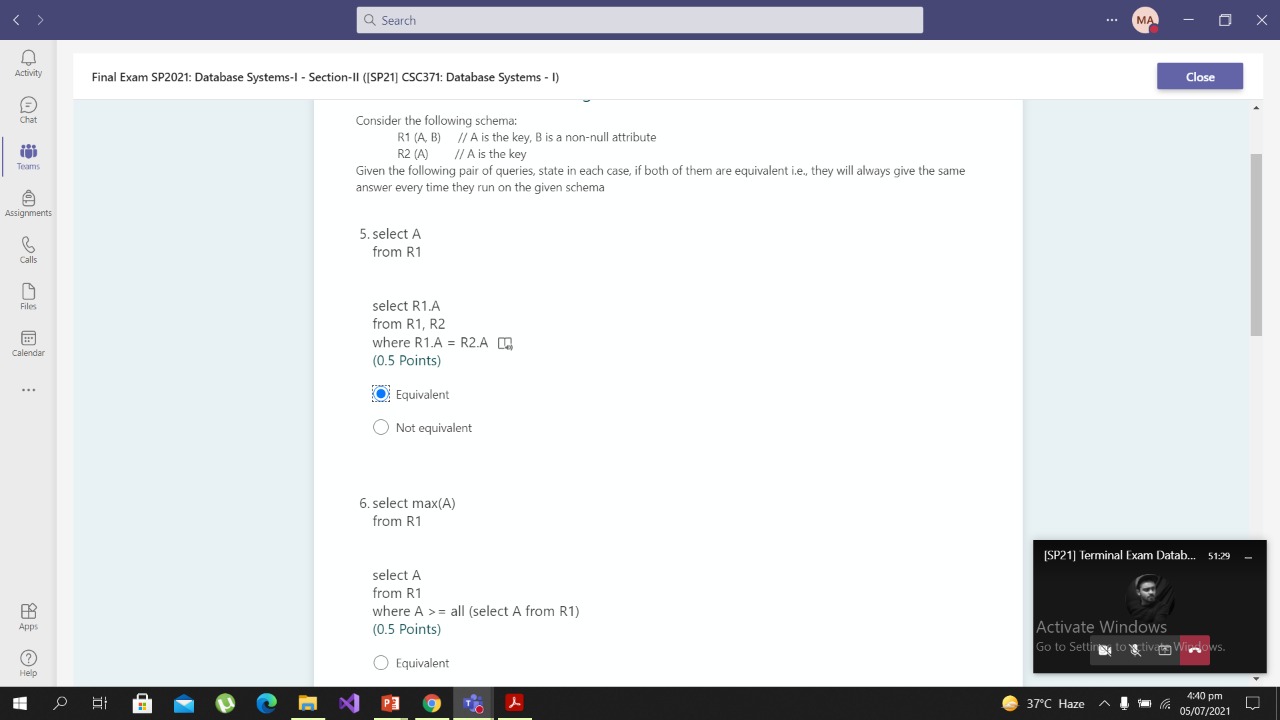 Search
MA
Activity
Chat
Teams
Assignments
Calls
Files
Calendar
Apps
Help
Final Exam SP2021: Database Systems-I - Section-II ([SP21] CSC371: Database Systems - I)
Close
Consider the following schema:
R1 (A, B) // A is the key, B is a non-null attribute
R2 (A) // A is the key
Given the following pair of queries, state in each case, if both of them are equivalent i.e., they will always give the same
answer every time they run on the given schema
5. select A
from R1
select R1.A
from R1, R2
where R1.A = R2.A
(0.5 Points)
Equivalent
Not equivalent
6. select max(A)
from R1
select A
from R1
where A >= all (select A from R1)
(0.5 Points)
Equivalent
[SP21] Terminal Exam Datab... 51:29
Activate Windows
Go to Settings to activate Windows.
37°C Haze
4:40 pm
05/07/2021